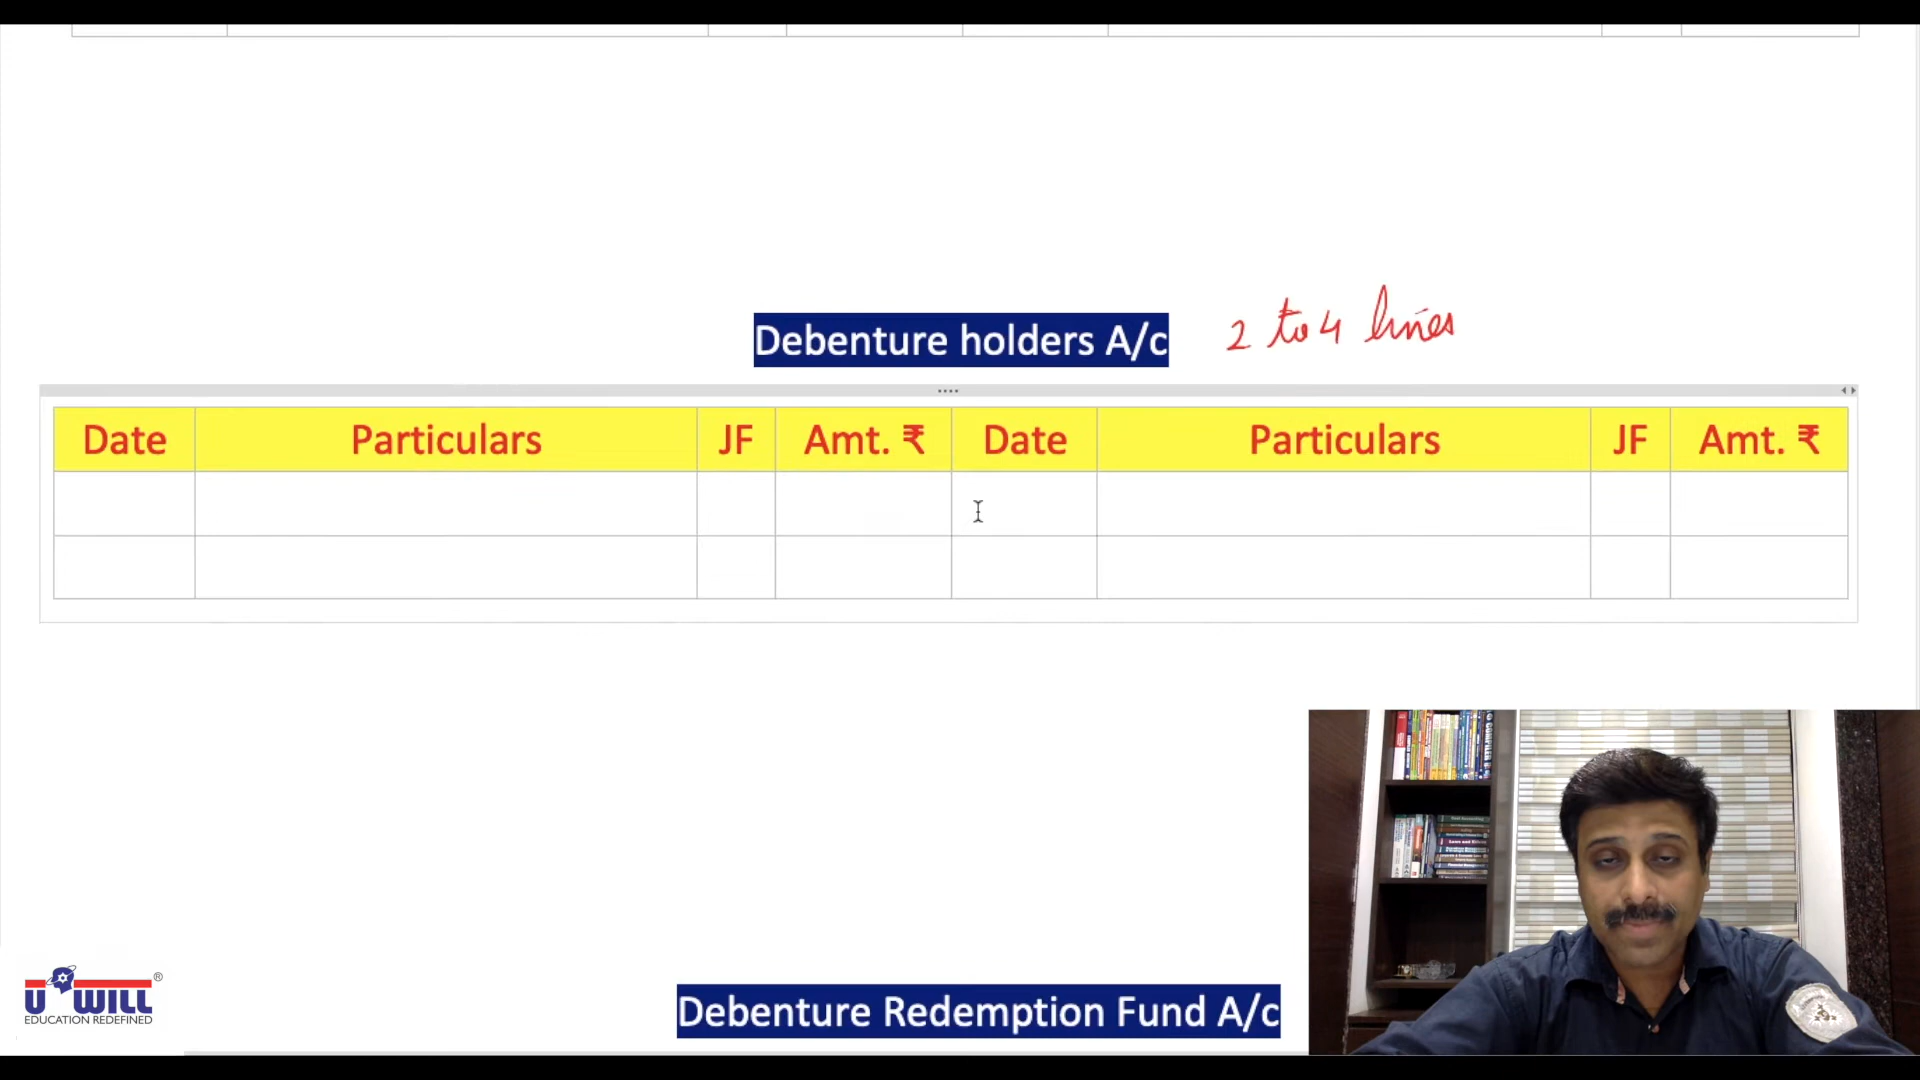 Debenture holders A/c 2 to 4 lines
Date Particulars JF Amt. ₹ Date Particulars JF Amt. ₹
U WILL ®
EDUCATION REDEFINED
Debenture Redemption Fund A/c